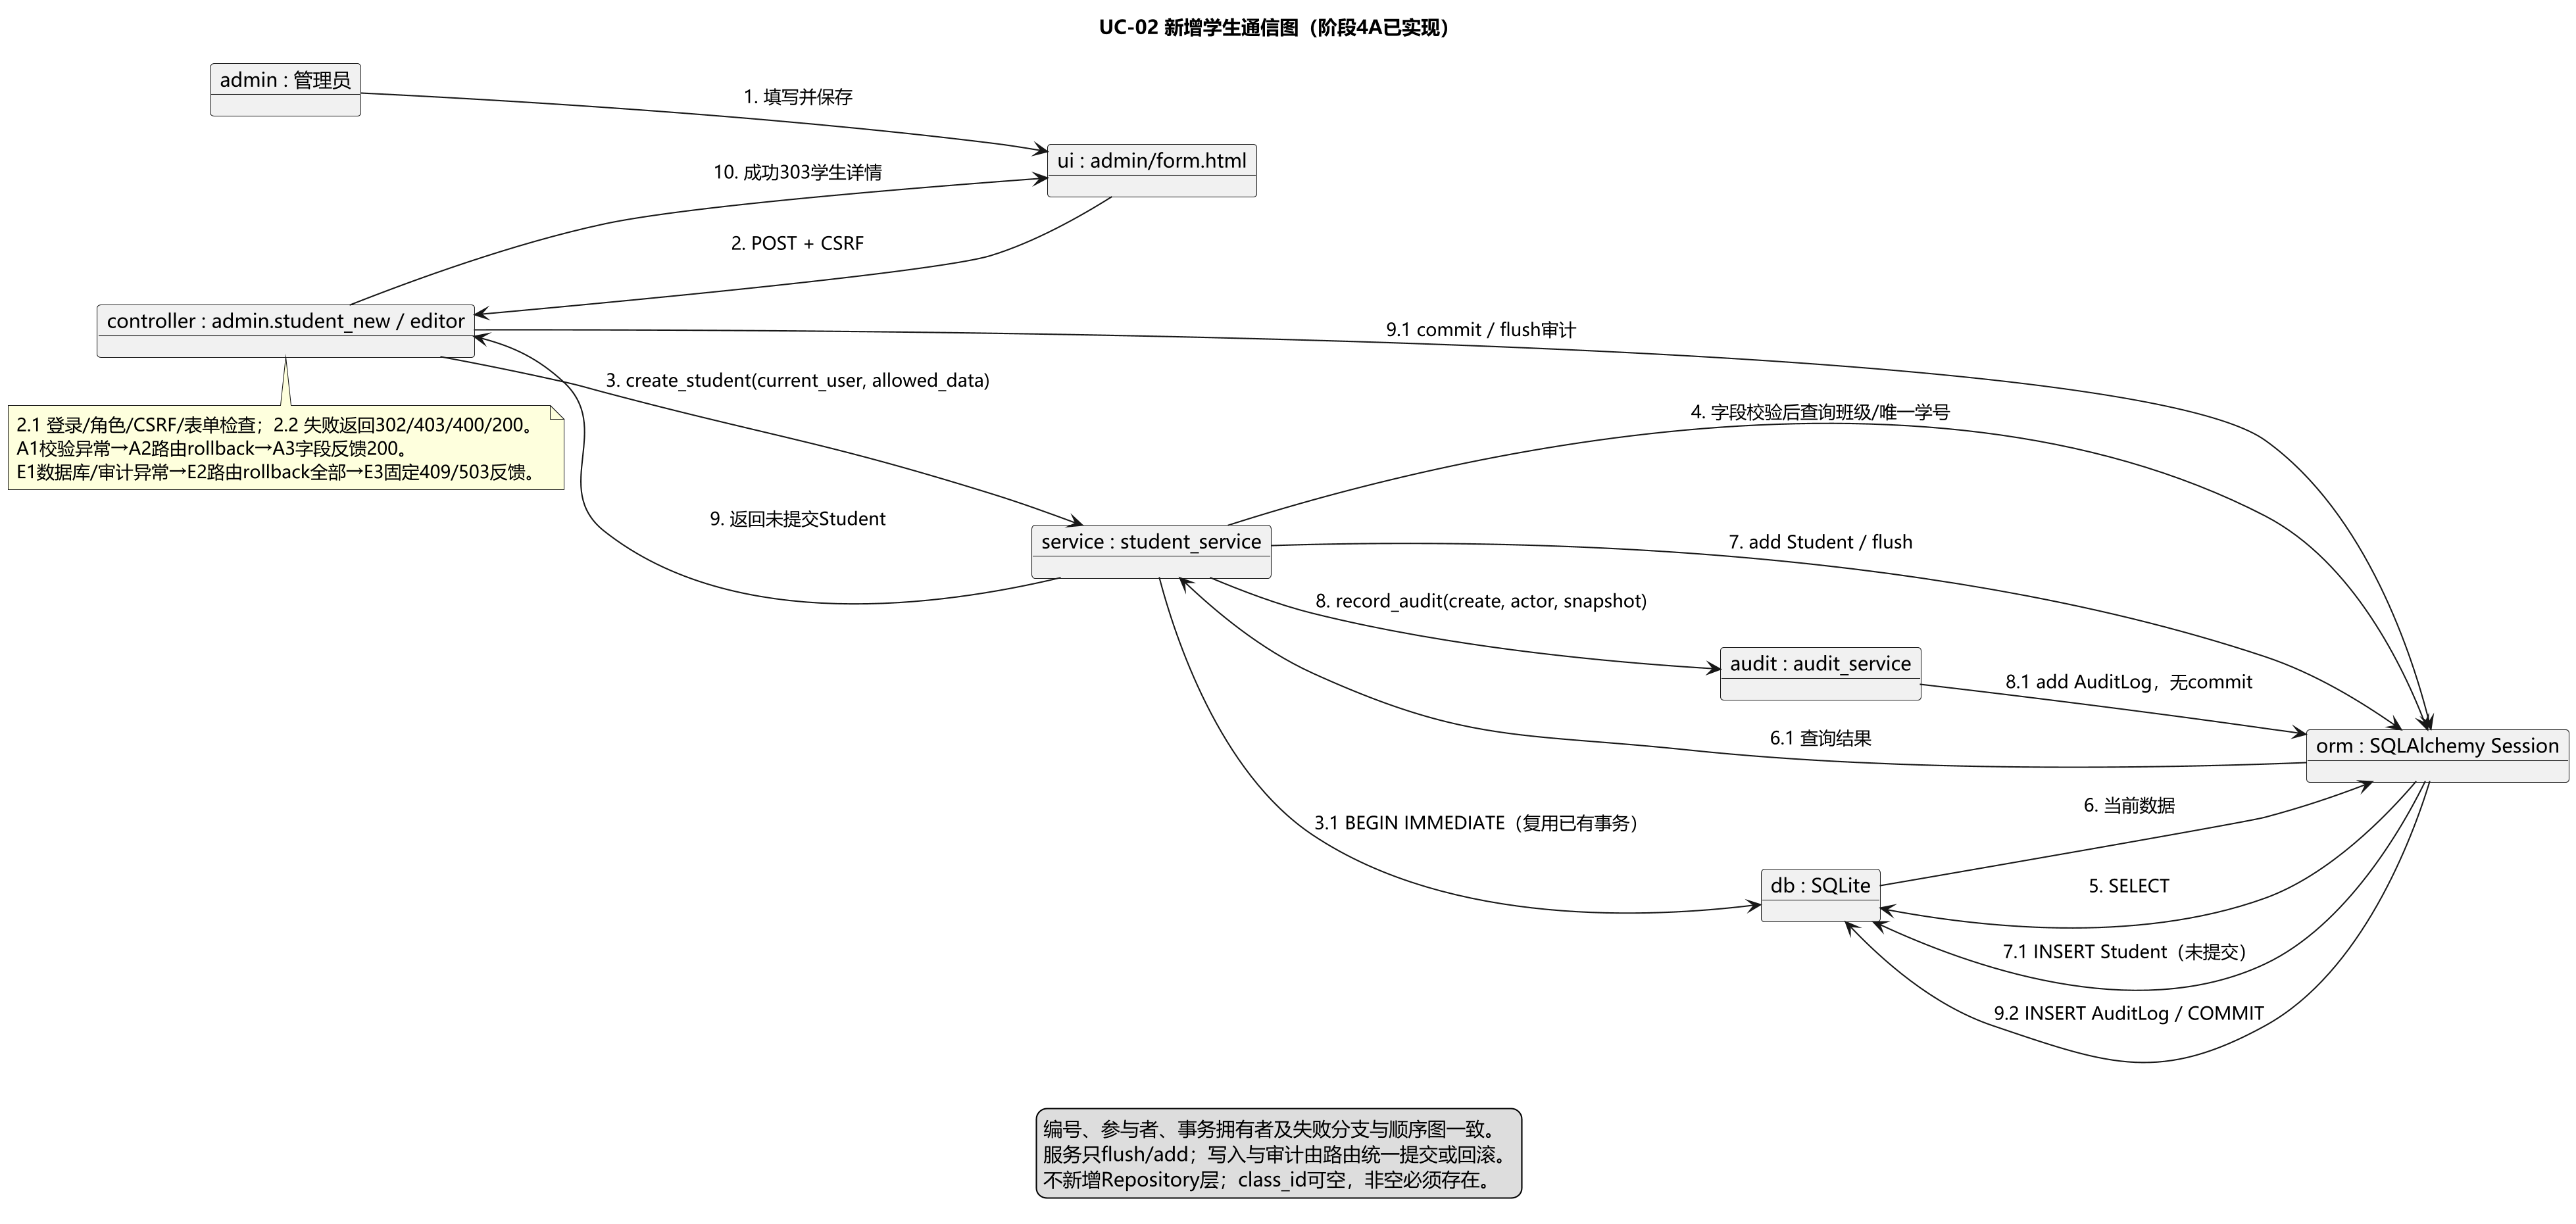 UC-02 新增学生通信图（阶段4A已实现）
admin : 管理员
1. 填写并保存
ui : admin/form.html
10. 成功303学生详情
2. POST + CSRF
controller : admin.student_new / editor
9.1 commit / flush审计
3. create_student(current_user, allowed_data)
2.1 登录/角色/CSRF/表单检查；2.2 失败返回302/403/400/200。
A1校验异常→A2路由rollback→A3字段反馈200。
E1数据库/审计异常→E2路由rollback全部→E3固定409/503反馈。
4. 字段校验后查询班级/唯一学号
9. 返回未提交Student
service : student_service
7. add Student / flush
8. record_audit(create, actor, snapshot)
audit : audit_service
8.1 add AuditLog，无commit
6.1 查询结果
orm : SQLAlchemy Session
3.1 BEGIN IMMEDIATE（复用已有事务）
6. 当前数据
db : SQLite
5. SELECT
7.1 INSERT Student（未提交）
9.2 INSERT AuditLog / COMMIT
编号、参与者、事务拥有者及失败分支与顺序图一致。
服务只flush/add；写入与审计由路由统一提交或回滚。
不新增Repository层；class_id可空，非空必须存在。